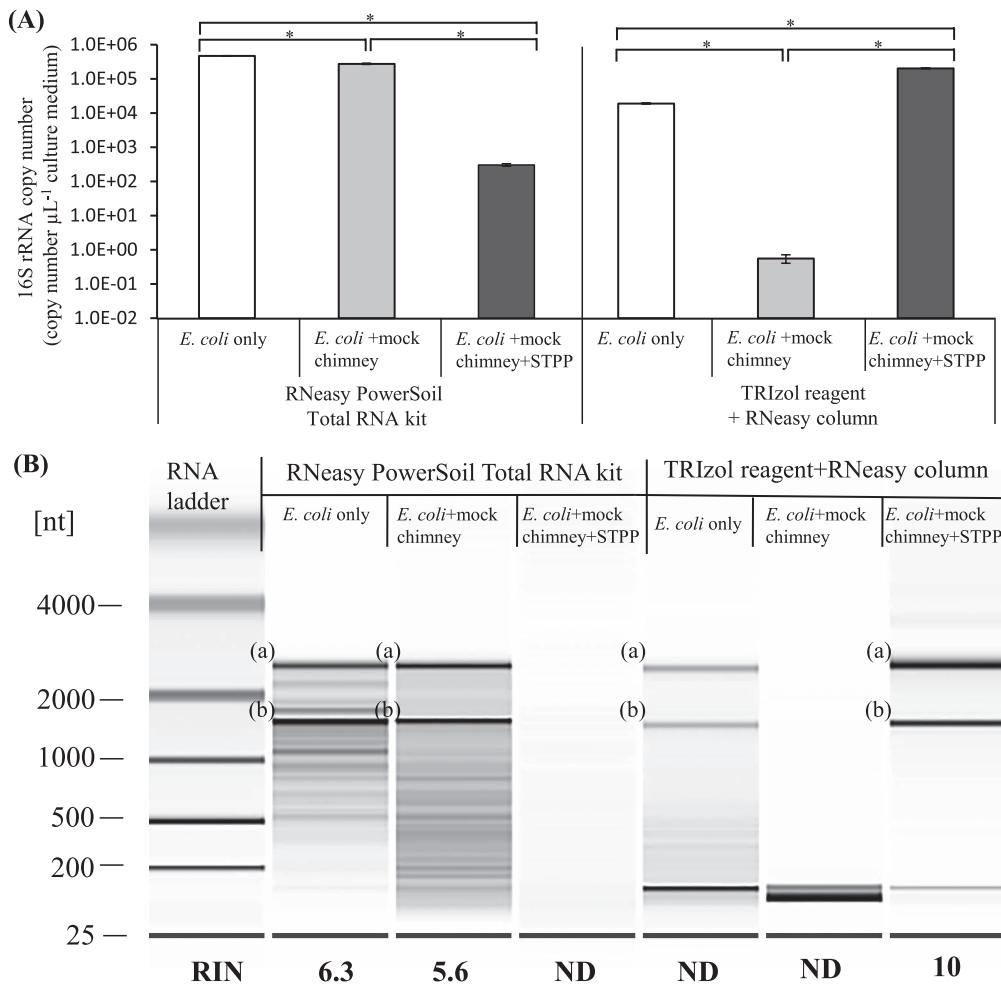 (A)
*
* *
*
* *
16S rRNA copy number
(copy number μL⁻¹ culture medium)
1.0E+06
1.0E+05
1.0E+04
1.0E+03
1.0E+02
1.0E+01
1.0E+00
1.0E-01
1.0E-02
E. coli only
E. coli +mock
chimney
E. coli +mock
chimney+STPP
E. coli only
E. coli +mock
chimney
E. coli +mock
chimney+STPP
RNeasy PowerSoil
Total RNA kit
TRIzol reagent
+ RNeasy column
(B)
RNA
ladder
RNeasy PowerSoil Total RNA kit
TRIzol reagent+RNeasy column
[nt]
E. coli only
E. coli+mock
chimney
E. coli+mock
chimney+STPP
E. coli only
E. coli+mock
chimney
E. coli+mock
chimney+STPP
4000
2000
1000
500
200
25
(a) (a) (a) (a)
(b) (b) (b) (b)
RIN 6.3 5.6 ND ND ND 10